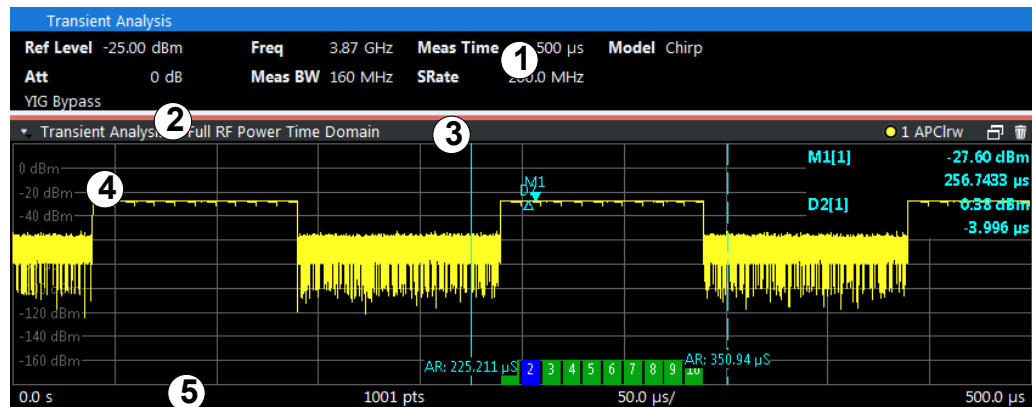 Transient Analysis
Ref Level -25.00 dBm Freq 3.87 GHz Meas Time 1 500 µs Model Chirp
Att 0 dB Meas BW 160 MHz SRate 200.0 MHz
YIG Bypass
2 3
Transient Analysis Full RF Power Time Domain 1 APClrw
M1[1] -27.60 dBm
0 dBm
256.7433 µs
-20 dBm 4 M1
D2
D2[1] 0.38 dBm
-40 dBm
-3.996 µs
-120 dBm
-140 dBm
-160 dBm
AR: 225.211 µS 2 3 4 5 6 7 8 9 10 AR: 350.94 µS
0.0 s 5 1001 pts 50.0 µs/ 500.0 µs